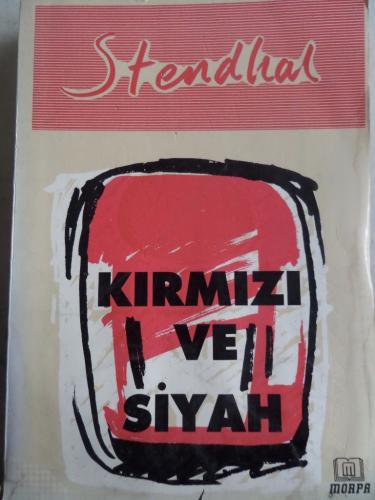 Stendhal
KIRMIZI
VE
SİYAH
M
MORPA